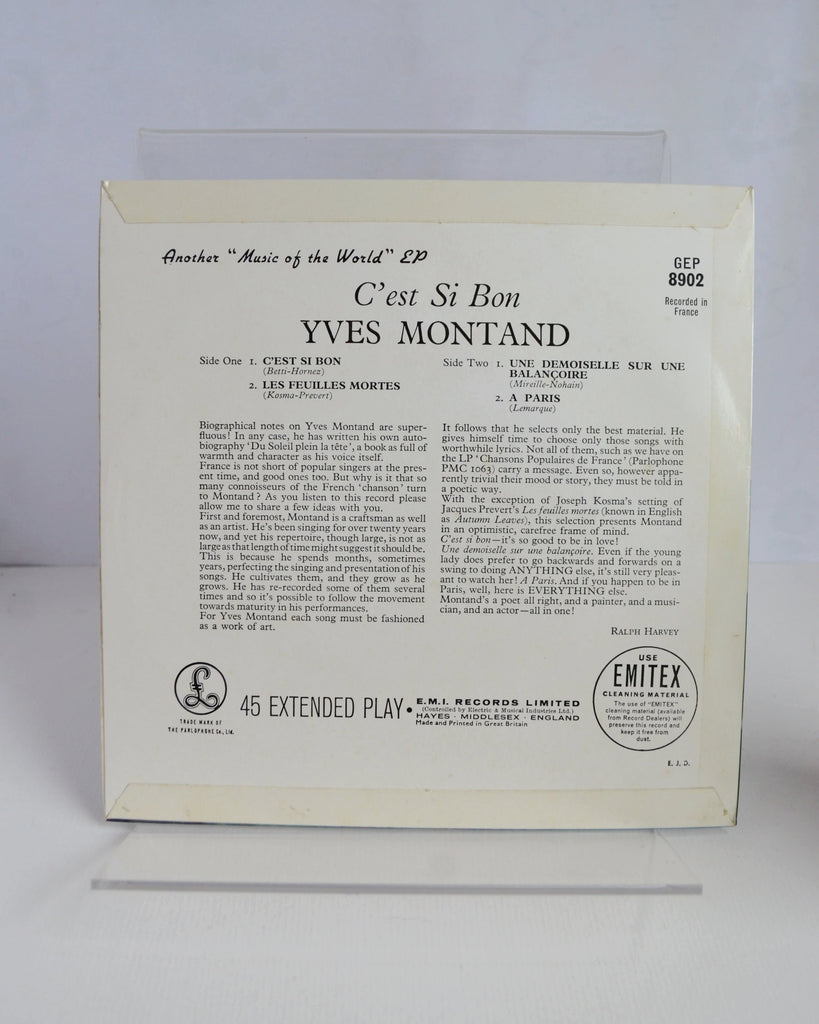 Another "Music of the World" EP
GEP
8902
Recorded in
France
C'est Si Bon
YVES MONTAND
Side One 1. C'EST SI BON
(Betti-Hornez)
2. LES FEUILLES MORTES
(Kosma-Prevert)
Side Two 1. UNE DEMOISELLE SUR UNE
BALANÇOIRE
(Mireille-Nohain)
2. A PARIS
(Lemarque)
Biographical notes on Yves Montand are super-
fluous! In any case, he has written his own auto-
biography 'Du Soleil plein la tête', a book as full of
warmth and character as his voice itself.
France is not short of popular singers at the pres-
ent time, and good ones too. But why is it that so
many connoisseurs of the French 'chanson' turn
to Montand? As you listen to this record please
allow me to share a few ideas with you.
First and foremost, Montand is a craftsman as well
as an artist. He's been singing for over twenty years
now, and yet his repertoire, though large, is not as
large as that length of time might suggest it should be.
This is because he spends months, sometimes
years, perfecting the singing and presentation of his
songs. He cultivates them, and they grow as he
grows. He has re-recorded some of them several
times and so it's possible to follow the movement
towards maturity in his performances.
For Yves Montand each song must be fashioned
as a work of art.
It follows that he selects only the best material. He
gives himself time to choose only those songs with
worthwhile lyrics. Not all of them, such as we have on
the LP 'Chansons Populaires de France' (Parlophone
PMC 1063) carry a message. Even so, however appa-
rently trivial their mood or story, they must be told in
a poetic way.
With the exception of Joseph Kosma's setting of
Jacques Prevert's Les feuilles mortes (known in English
as Autumn Leaves), this selection presents Montand
in an optimistic, carefree frame of mind.
C'est si bon—it's so good to be in love!
Une demoiselle sur une balançoire. Even if the young
lady does prefer to go backwards and forwards on a
swing to doing ANYTHING else, it's still very pleas-
ant to watch her! A Paris. And if you happen to be in
Paris, well, here is EVERYTHING else.
Montand's a poet all right, and a painter, and a musi-
cian, and an actor—all in one!
RALPH HARVEY
£
TRADE MARK OF
THE PARLOPHONE Co., Ltd.
45 EXTENDED PLAY •
E.M.I. RECORDS LIMITED
(Controlled by Electric & Musical Industries Ltd.)
HAYES · MIDDLESEX · ENGLAND
Made and Printed in Great Britain
USE
EMITEX
CLEANING MATERIAL
The use of "EMITEX"
cleaning material (available
from Record Dealers) will
preserve this record and
keep it free from
dust.
E. J. D.